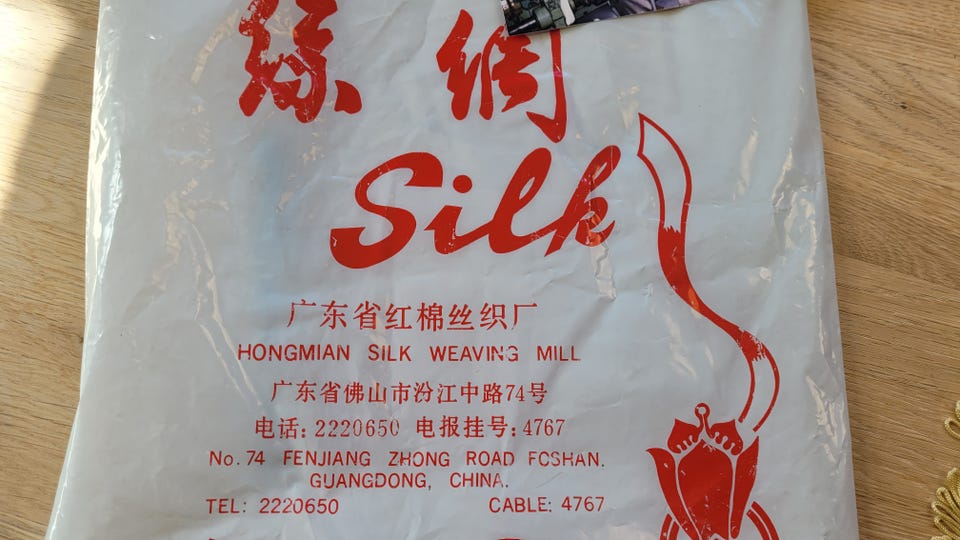 丝绸
Silk
广东省红棉丝织厂
HONGMIAN SILK WEAVING MILL
广东省佛山市汾江中路74号
电话:2220650 电报挂号:4767
No.74 FENJIANG ZHONG ROAD FOSHAN.
GUANGDONG, CHINA.
TEL: 2220650 CABLE: 4767